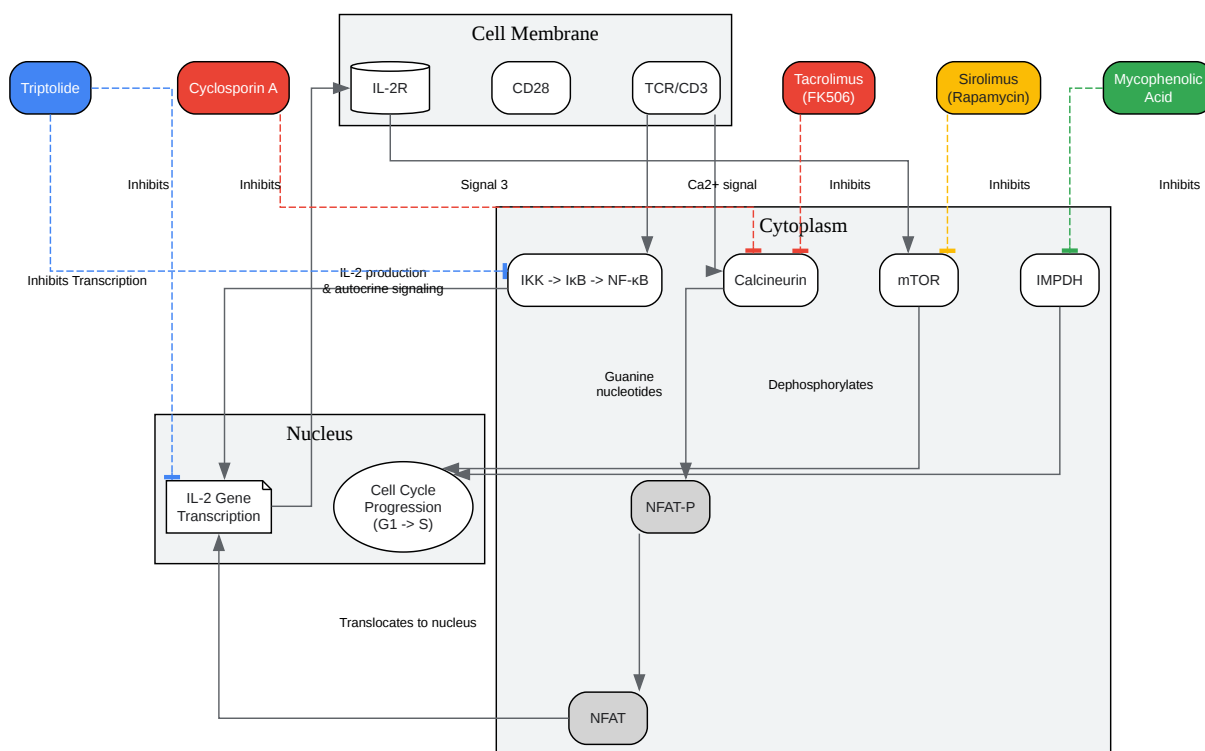 Cell Membrane
Triptolide
Cyclosporin A
IL-2R
CD28
TCR/CD3
Tacrolimus
(FK506)
Sirolimus
(Rapamycin)
Mycophenolic
Acid
Inhibits
Inhibits
Signal 3
Ca2+ signal
Inhibits
Inhibits
Inhibits
Cytoplasm
Inhibits Transcription
IL-2 production
& autocrine signaling
IKK -> IκB -> NF-κB
Calcineurin
mTOR
IMPDH
Guanine
nucleotides
Dephosphorylates
Nucleus
IL-2 Gene
Transcription
Cell Cycle
Progression
(G1 -> S)
NFAT-P
Translocates to nucleus
NFAT